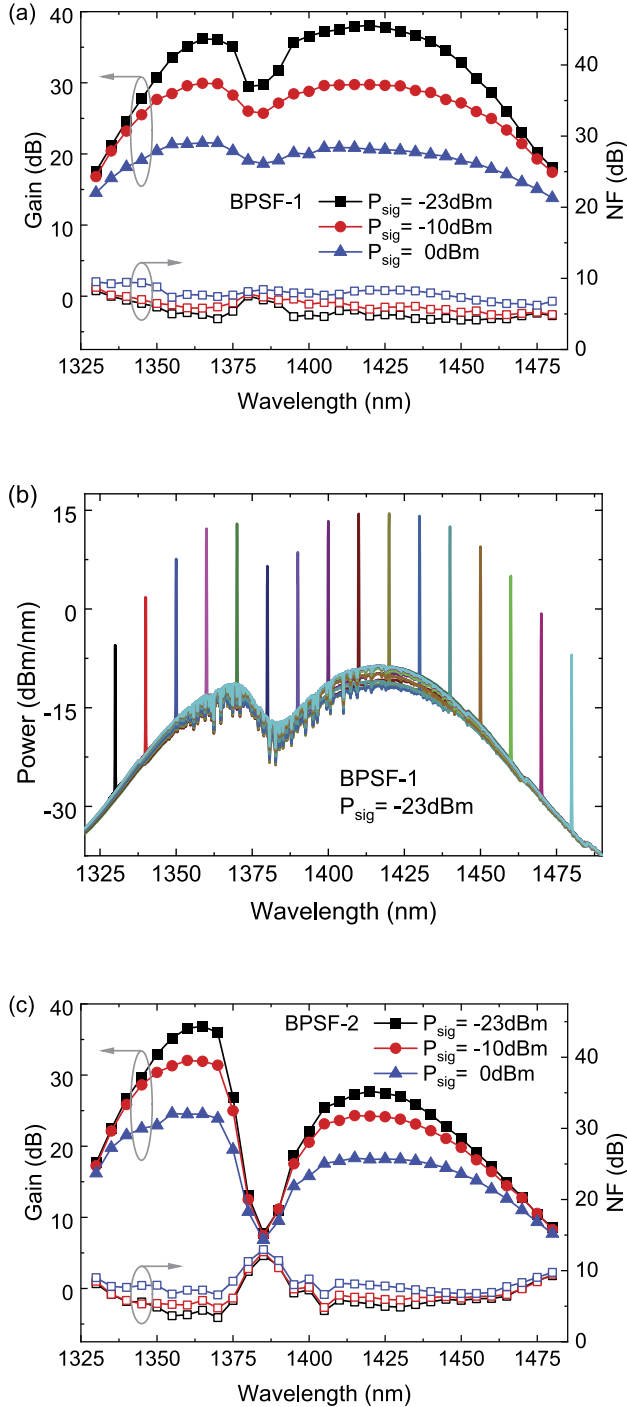 (a)
40
30
20
10
0
Gain (dB)
BPSF-1
P_sig= -23dBm
P_sig= -10dBm
P_sig= 0dBm
40
30
20
10
0
NF (dB)
1325 1350 1375 1400 1425 1450 1475
Wavelength (nm)
(b)
15
0
-15
-30
Power (dBm/nm)
BPSF-1
P_sig= -23dBm
1325 1350 1375 1400 1425 1450 1475
Wavelength (nm)
(c)
40
30
20
10
0
Gain (dB)
BPSF-2
P_sig= -23dBm
P_sig= -10dBm
P_sig= 0dBm
40
30
20
10
0
NF (dB)
1325 1350 1375 1400 1425 1450 1475
Wavelength (nm)